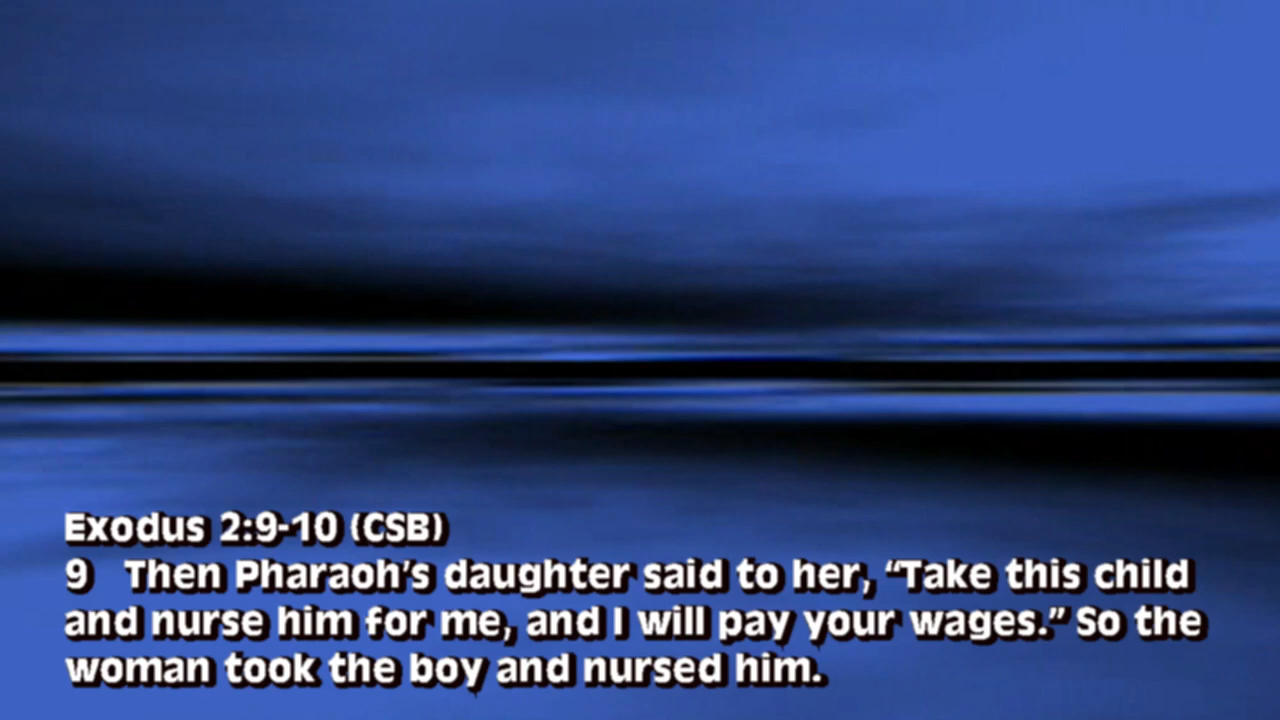 Exodus 2:9-10 (CSB)
9 Then Pharaoh’s daughter said to her, “Take this child
and nurse him for me, and I will pay your wages.” So the
woman took the boy and nursed him.